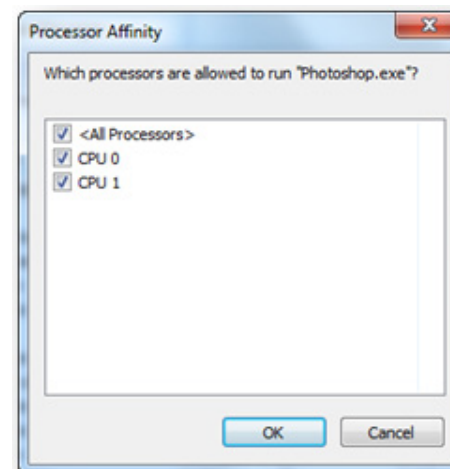 Processor Affinity
Which processors are allowed to run "Photoshop.exe"?
<All Processors>
CPU 0
CPU 1
OK
Cancel